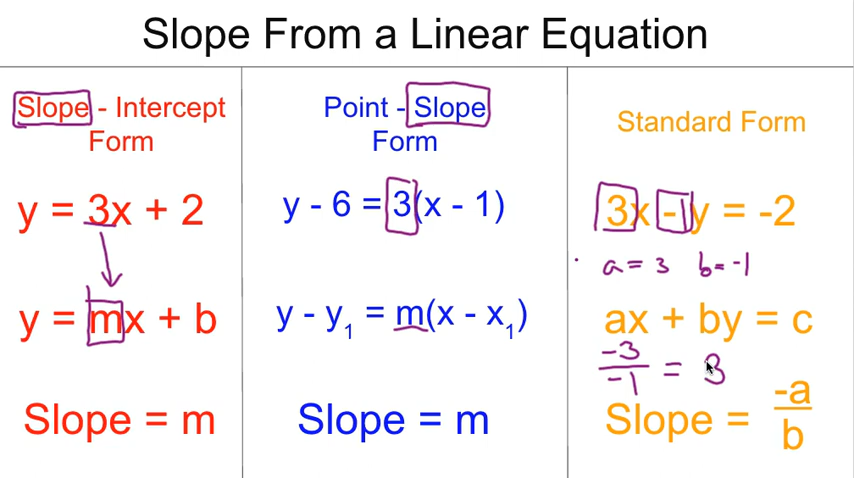 Slope From a Linear Equation
Slope - Intercept
Form
y = 3x + 2
y = mx + b
Slope = m
Point - Slope
Form
y - 6 = 3(x - 1)
y - y₁ = m(x - x₁)
Slope = m
Standard Form
3x -1y = -2
a = 3 b = -1
ax + by = c
-3/-1 = 3
Slope = -a/b